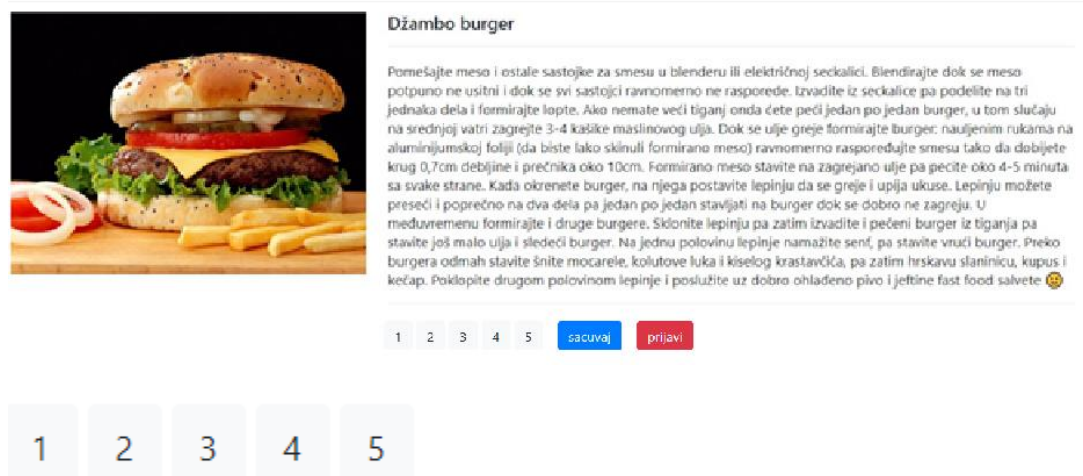 Džambo burger
Pomešajte meso i ostale sastojke za smesu u blenderu ili električnoj seckalici. Blendirajte dok se meso
potpuno ne usitni i dok se svi sastojci ravnomerno ne rasporede. Izvadite iz seckalice pa podelite na tri
jednaka dela i formirajte lopte. Ako nemate veći tiganj onda ćete peći jedan po jedan burger, u tom slučaju
na srednjoj vatri zagrejte 3-4 kašike maslinovog ulja. Dok se ulje greje formirajte burger: nauljenim rukama na
aluminijumskoj foliji (da biste lako skinuli formirano meso) ravnomerno raspoređujte smesu tako da dobijete
krug 0,7cm debljine i prečnika oko 10cm. Formirano meso stavite na zagrejano ulje pa pecite oko 4-5 minuta
sa svake strane. Kada okrenete burger, na njega postavite lepinju da se greje i upija ukuse. Lepinju možete
preseći i poprečno na dva dela pa jedan po jedan stavljati na burger dok se dobro ne zagreju. U
međuvremenu formirajte i druge burgere. Sklonite lepinju pa zatim izvadite i pečeni burger iz tiganja pa
stavite još malo ulja i sledeći burger. Na jednu polovinu lepinje namažite senf, pa stavite vrući burger. Preko
burgera odmah stavite šnite mocarele, kolutove luka i kiselog krastavčića, pa zatim hrskavu slaninicu, kupus i
kečap. Poklopite drugom polovinom lepinje i poslužite uz dobro ohlađeno pivo i jeftine fast food salvete
1 2 3 4 5 sacuvaj prijavi
1 2 3 4 5